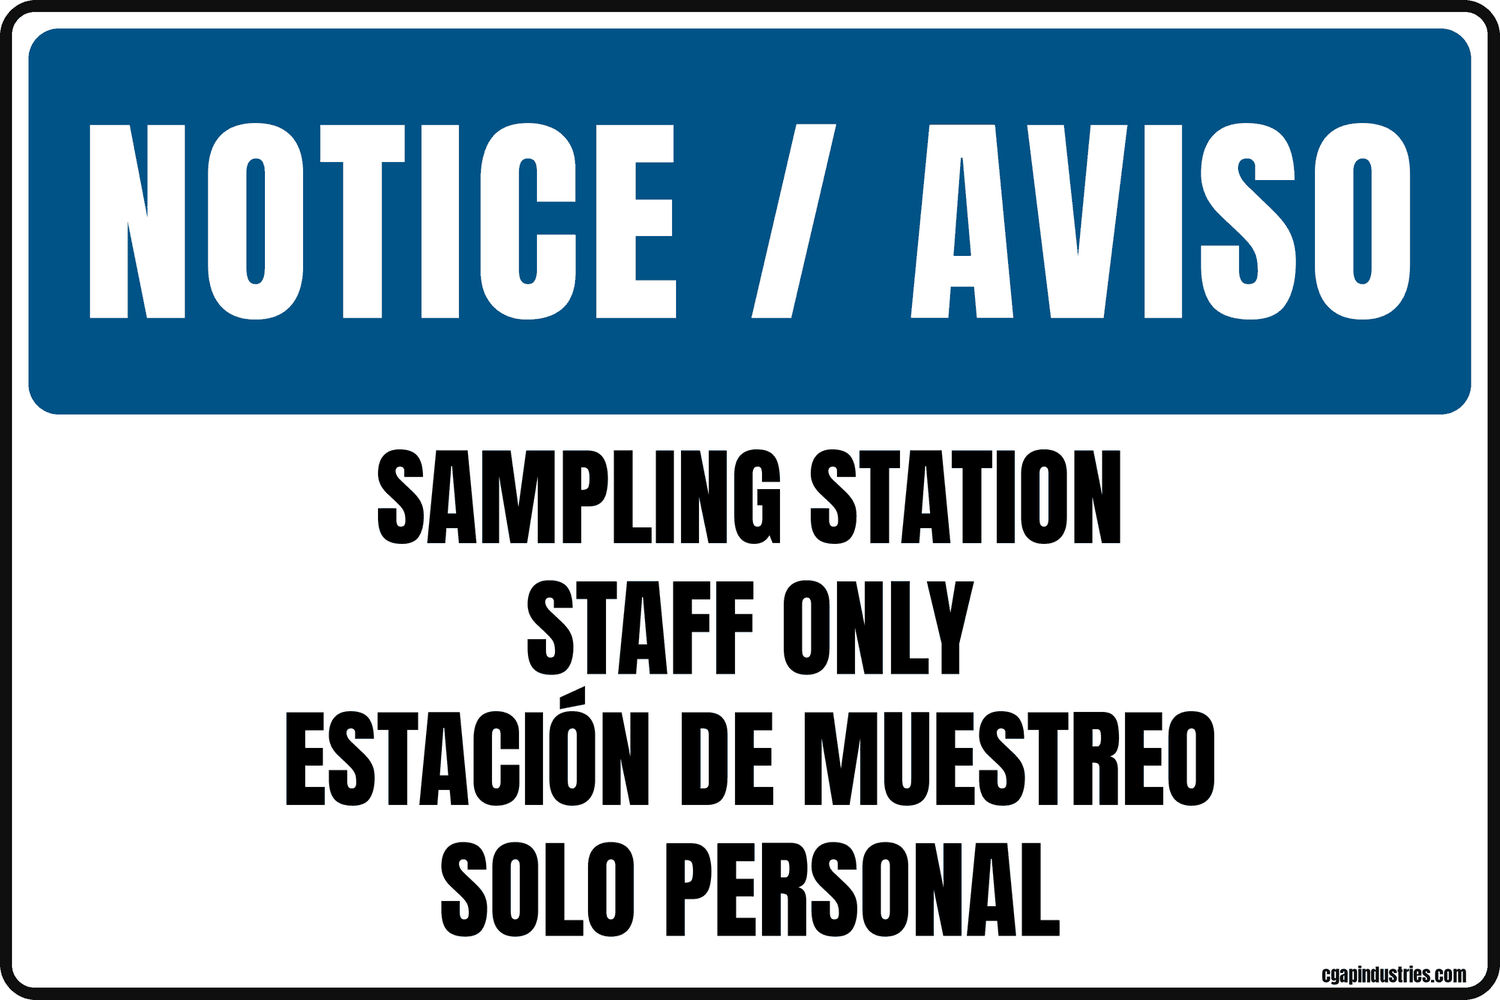 NOTICE / AVISO
SAMPLING STATION
STAFF ONLY
ESTACIÓN DE MUESTREO
SOLO PERSONAL
cgapindustries.com